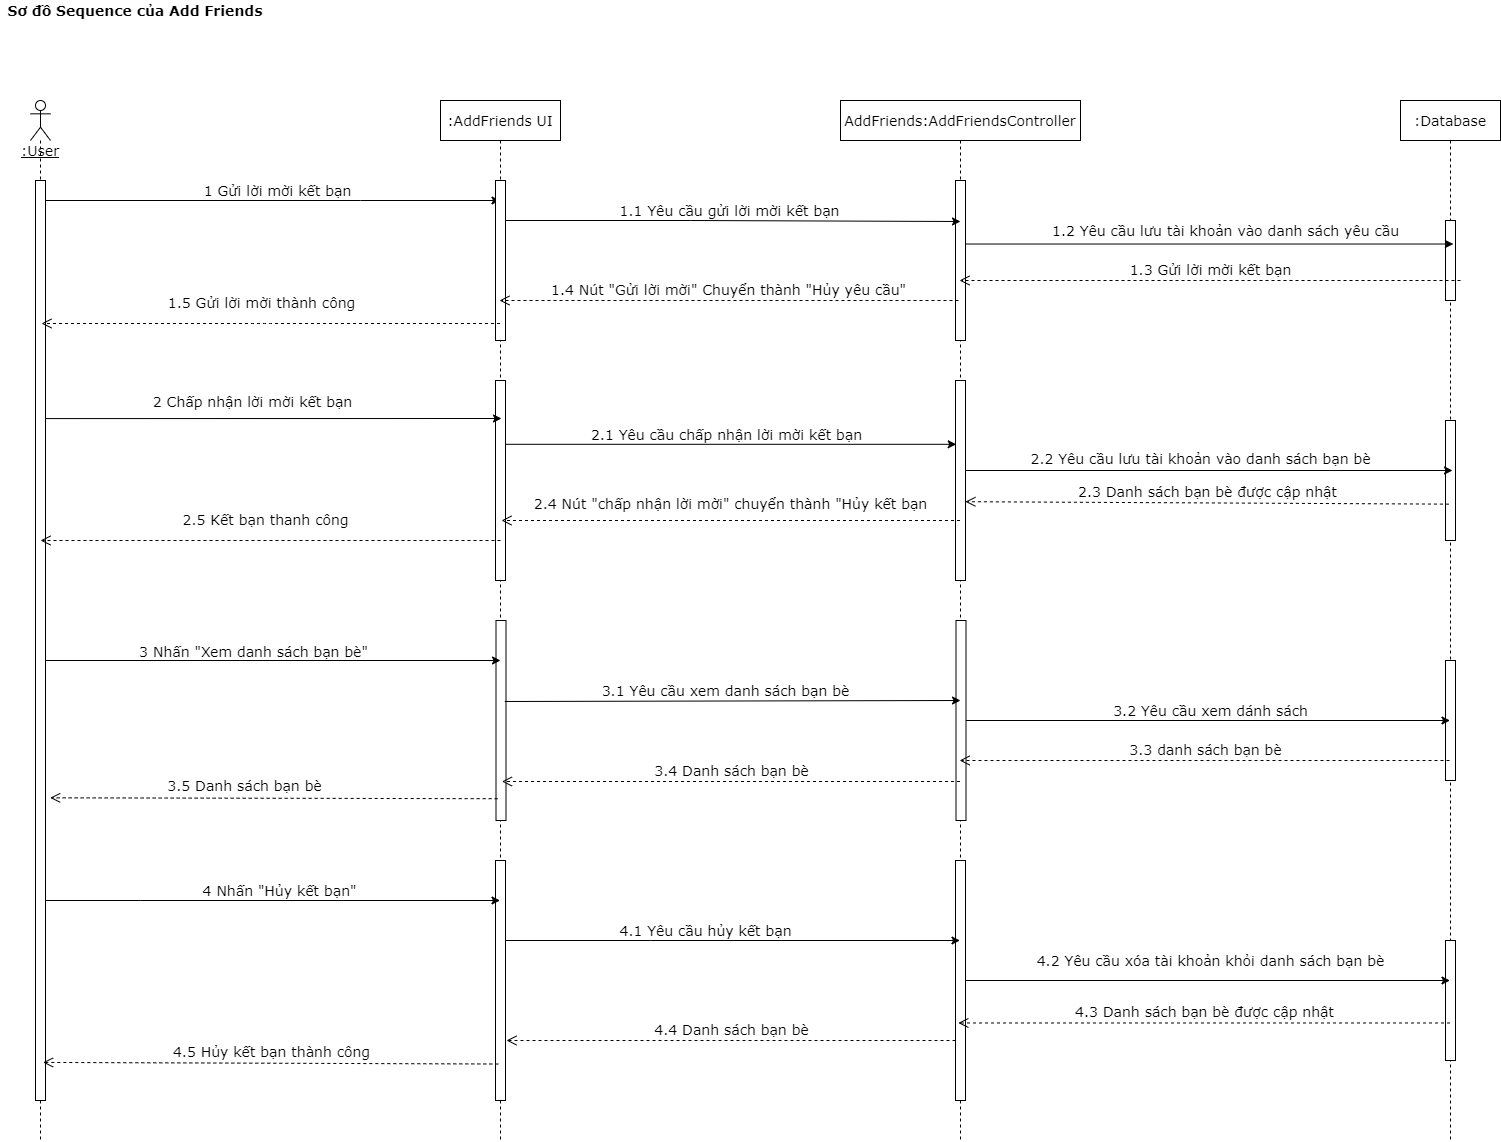 Sơ đồ Sequence của Add Friends
:User
:AddFriends UI
AddFriends:AddFriendsController
:Database
1 Gửi lời mời kết bạn
1.1 Yêu cầu gửi lời mời kết bạn
1.2 Yêu cầu lưu tài khoản vào danh sách yêu cầu
1.3 Gửi lời mời kết bạn
1.4 Nút "Gửi lời mời" Chuyển thành "Hủy yêu cầu"
1.5 Gửi lời mời thành công
2 Chấp nhận lời mời kết bạn
2.1 Yêu cầu chấp nhận lời mời kết bạn
2.2 Yêu cầu lưu tài khoản vào danh sách bạn bè
2.3 Danh sách bạn bè được cập nhật
2.4 Nút "chấp nhận lời mời" chuyển thành "Hủy kết bạn
2.5 Kết bạn thanh công
3 Nhấn "Xem danh sách bạn bè"
3.1 Yêu cầu xem danh sách bạn bè
3.2 Yêu cầu xem dánh sách
3.3 danh sách bạn bè
3.4 Danh sách bạn bè
3.5 Danh sách bạn bè
4 Nhấn "Hủy kết bạn"
4.1 Yêu cầu hủy kết bạn
4.2 Yêu cầu xóa tài khoản khỏi danh sách bạn bè
4.3 Danh sách bạn bè được cập nhật
4.4 Danh sách bạn bè
4.5 Hủy kết bạn thành công